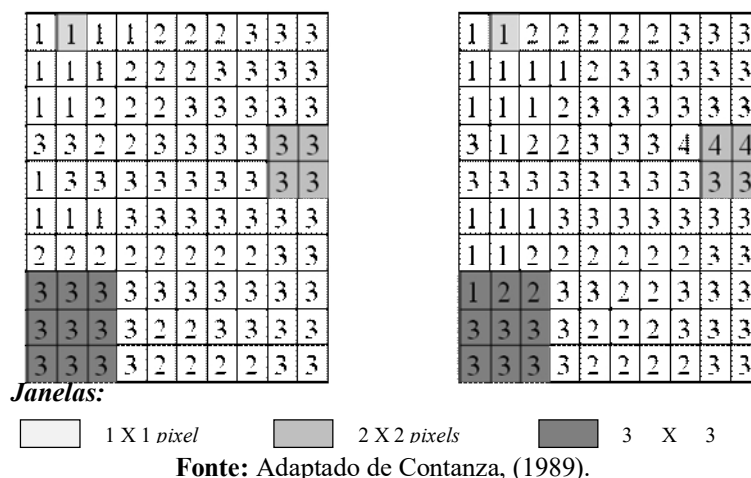 1 1 1 1 2 2 2 3 3 3 1 1 2 2 2 2 2 3 3 3
1 1 1 2 2 2 3 3 3 3 1 1 1 1 2 3 3 3 3 3
1 1 2 2 2 3 3 3 3 3 1 1 1 2 3 3 3 3 3 3
3 3 2 2 3 3 3 3 3 3 3 1 2 2 3 3 3 4 4 4
1 3 3 3 3 3 3 3 3 3 3 3 3 3 3 3 3 3 3 3
1 1 1 3 3 3 3 3 3 3 1 1 1 3 3 3 3 3 3 3
2 2 2 2 2 2 2 2 3 3 1 1 2 2 2 2 2 2 3 3
3 3 3 3 3 3 3 3 3 3 1 2 2 3 3 2 2 3 3 3
3 3 3 3 2 2 3 3 3 3 3 3 3 3 2 2 2 3 3 3
3 3 3 3 2 2 2 2 3 3 3 3 3 3 2 2 2 2 3 3
Janelas:
1 X 1 pixel 2 X 2 pixels 3 X 3
Fonte: Adaptado de Contanza, (1989).